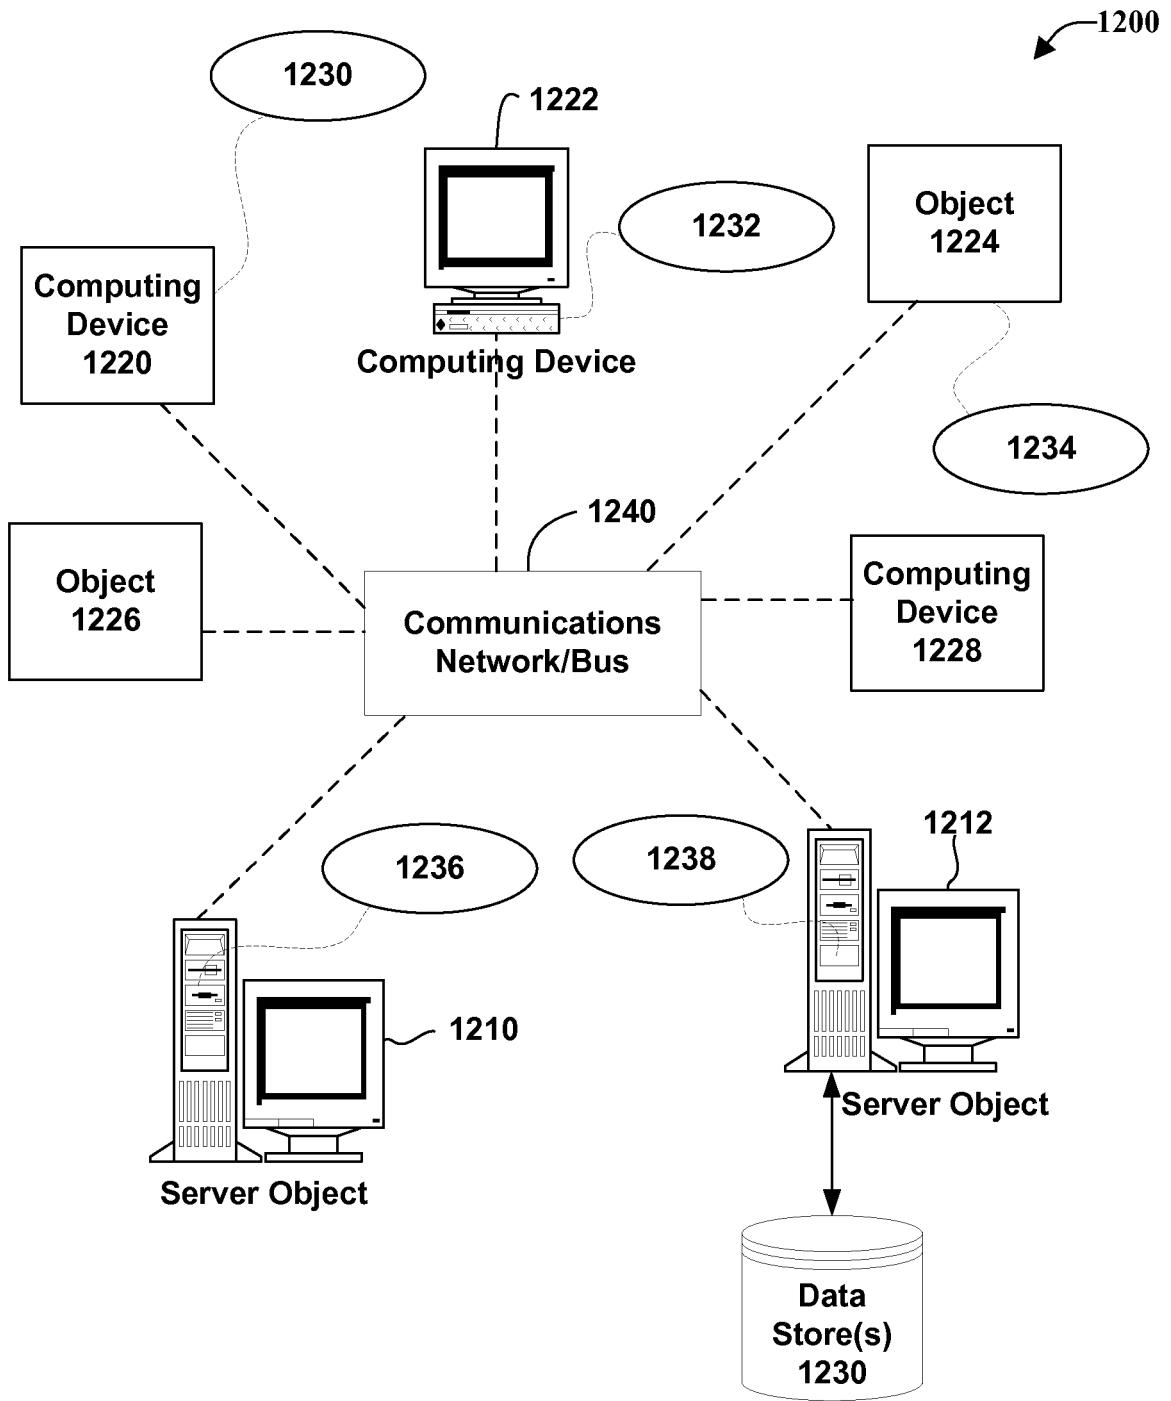 1200
1230
1222
Object
1224
1232
Computing
Device
1220
Computing Device
1234
1240
Object
1226
Computing
Device
1228
Communications
Network/Bus
1212
1236
1238
1210
Server Object
Server Object
Data
Store(s)
1230